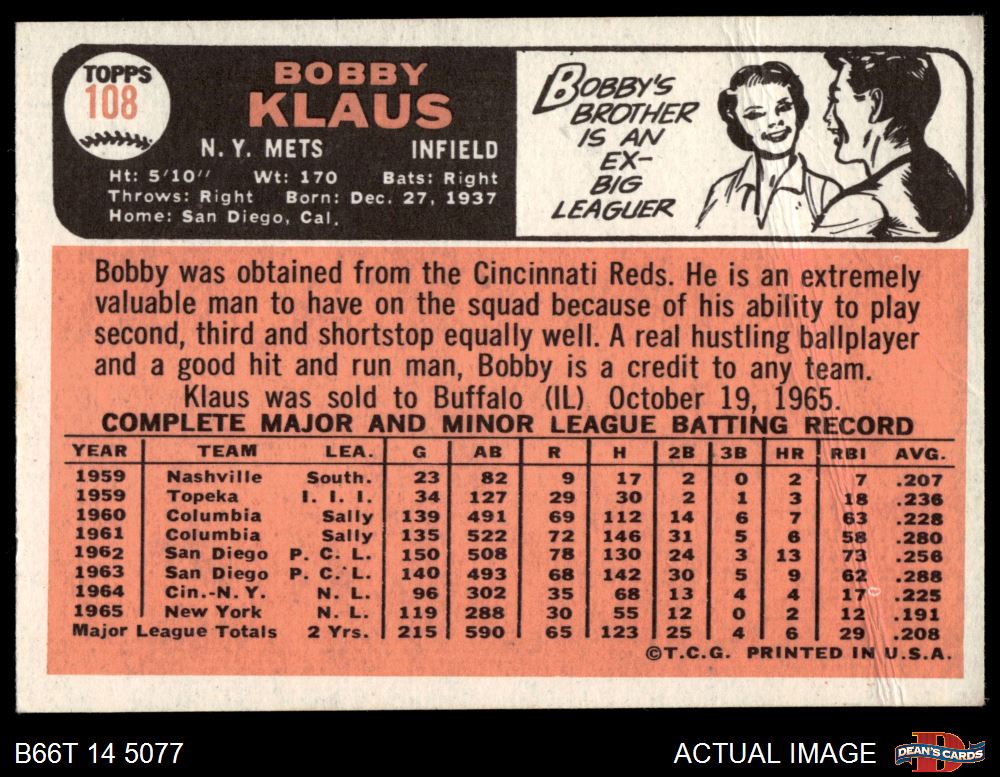 TOPPS
108
BOBBY
KLAUS
N. Y. METS INFIELD
Ht: 5'10" Wt: 170 Bats: Right
Throws: Right Born: Dec. 27, 1937
Home: San Diego, Cal.
BOBBY'S
BROTHER
IS AN
EX-
BIG
LEAGUER
Bobby was obtained from the Cincinnati Reds. He is an extremely
valuable man to have on the squad because of his ability to play
second, third and shortstop equally well. A real hustling ballplayer
and a good hit and run man, Bobby is a credit to any team.
Klaus was sold to Buffalo (IL) October 19, 1965.
COMPLETE MAJOR AND MINOR LEAGUE BATTING RECORD
YEAR TEAM LEA. G AB R H 2B 3B HR RBI AVG.
1959 Nashville South. 23 82 9 17 2 0 2 7 .207
1959 Topeka I. I. I. 34 127 29 30 2 1 3 18 .236
1960 Columbia Sally 139 491 69 112 14 6 7 63 .228
1961 Columbia Sally 135 522 72 146 31 5 6 58 .280
1962 San Diego P. C. L. 150 508 78 130 24 3 13 73 .256
1963 San Diego P. C. L. 140 493 68 142 30 5 9 62 .288
1964 Cin.-N. Y. N. L. 96 302 35 68 13 4 4 17 .225
1965 New York N. L. 119 288 30 55 12 0 2 12 .191
Major League Totals 2 Yrs. 215 590 65 123 25 4 6 29 .208
©T.C.G. PRINTED IN U.S.A.
B66T 14 5077 ACTUAL IMAGE DEAN'S CARDS